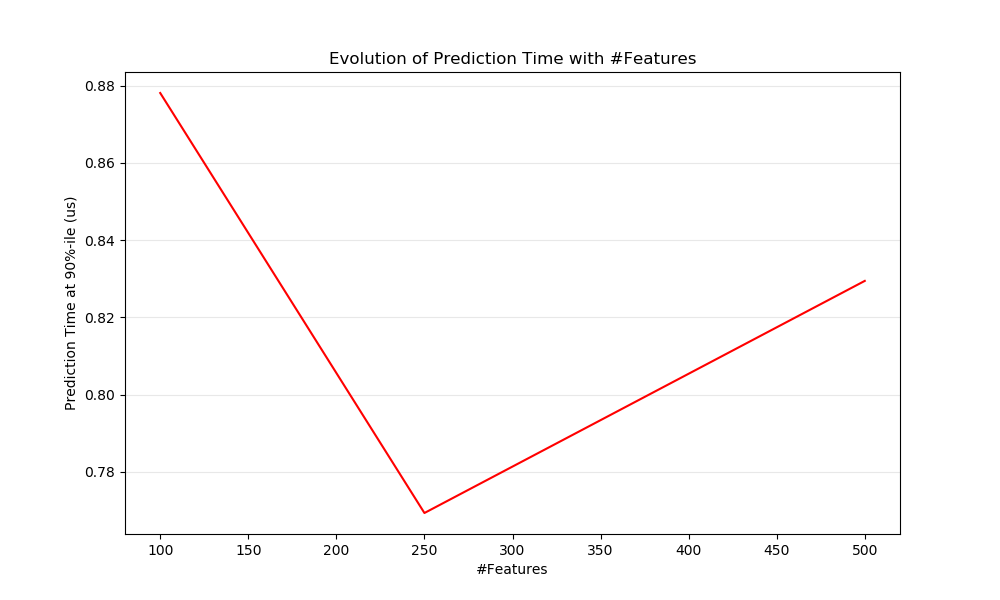 Evolution of Prediction Time with #Features
Prediction Time at 90%-ile (us)
0.88
0.86
0.84
0.82
0.80
0.78
100 150 200 250 300 350 400 450 500
#Features